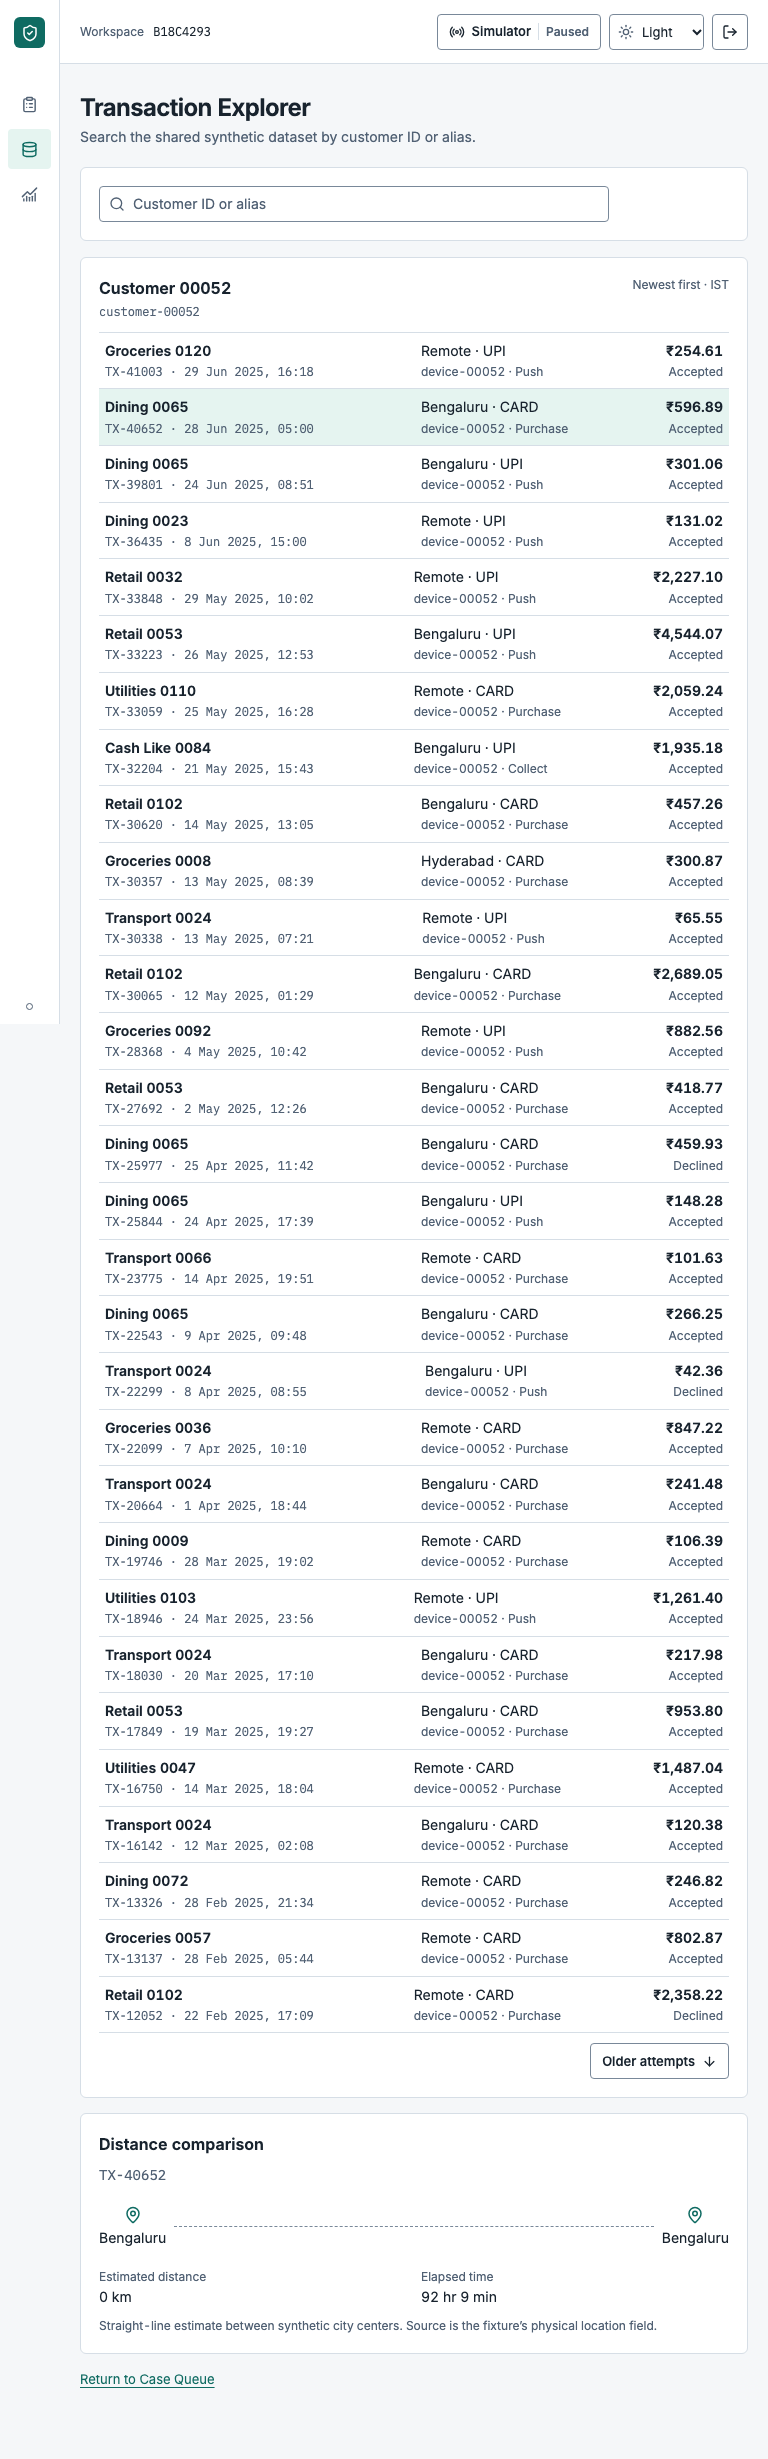 Workspace B18C4293
Simulator Paused
Light
Transaction Explorer
Search the shared synthetic dataset by customer ID or alias.
Customer ID or alias
Customer 00052
Newest first · IST
customer-00052
Groceries 0120 Remote · UPI ₹254.61
TX-41003 · 29 Jun 2025, 16:18 device-00052 · Push Accepted
Dining 0065 Bengaluru · CARD ₹596.89
TX-40652 · 28 Jun 2025, 05:00 device-00052 · Purchase Accepted
Dining 0065 Bengaluru · UPI ₹301.06
TX-39801 · 24 Jun 2025, 08:51 device-00052 · Push Accepted
Dining 0023 Remote · UPI ₹131.02
TX-36435 · 8 Jun 2025, 15:00 device-00052 · Push Accepted
Retail 0032 Remote · UPI ₹2,227.10
TX-33848 · 29 May 2025, 10:02 device-00052 · Push Accepted
Retail 0053 Bengaluru · UPI ₹4,544.07
TX-33223 · 26 May 2025, 12:53 device-00052 · Push Accepted
Utilities 0110 Remote · CARD ₹2,059.24
TX-33059 · 25 May 2025, 16:28 device-00052 · Purchase Accepted
Cash Like 0084 Bengaluru · UPI ₹1,935.18
TX-32204 · 21 May 2025, 15:43 device-00052 · Collect Accepted
Retail 0102 Bengaluru · CARD ₹457.26
TX-30620 · 14 May 2025, 13:05 device-00052 · Purchase Accepted
Groceries 0008 Hyderabad · CARD ₹300.87
TX-30357 · 13 May 2025, 08:39 device-00052 · Purchase Accepted
Transport 0024 Remote · UPI ₹65.55
TX-30338 · 13 May 2025, 07:21 device-00052 · Push Accepted
Retail 0102 Bengaluru · CARD ₹2,689.05
TX-30065 · 12 May 2025, 01:29 device-00052 · Purchase Accepted
Groceries 0092 Remote · UPI ₹882.56
TX-28368 · 4 May 2025, 10:42 device-00052 · Push Accepted
Retail 0053 Bengaluru · CARD ₹418.77
TX-27692 · 2 May 2025, 12:26 device-00052 · Purchase Accepted
Dining 0065 Bengaluru · CARD ₹459.93
TX-25977 · 25 Apr 2025, 11:42 device-00052 · Purchase Declined
Dining 0065 Bengaluru · UPI ₹148.28
TX-25844 · 24 Apr 2025, 17:39 device-00052 · Push Accepted
Transport 0066 Remote · CARD ₹101.63
TX-23775 · 14 Apr 2025, 19:51 device-00052 · Purchase Accepted
Dining 0065 Bengaluru · CARD ₹266.25
TX-22543 · 9 Apr 2025, 09:48 device-00052 · Purchase Accepted
Transport 0024 Bengaluru · UPI ₹42.36
TX-22299 · 8 Apr 2025, 08:55 device-00052 · Push Declined
Groceries 0036 Remote · CARD ₹847.22
TX-22099 · 7 Apr 2025, 10:10 device-00052 · Purchase Accepted
Transport 0024 Bengaluru · CARD ₹241.48
TX-20664 · 1 Apr 2025, 18:44 device-00052 · Purchase Accepted
Dining 0009 Remote · CARD ₹106.39
TX-19746 · 28 Mar 2025, 19:02 device-00052 · Purchase Accepted
Utilities 0103 Remote · UPI ₹1,261.40
TX-18946 · 24 Mar 2025, 23:56 device-00052 · Push Accepted
Transport 0024 Bengaluru · CARD ₹217.98
TX-18030 · 20 Mar 2025, 17:10 device-00052 · Purchase Accepted
Retail 0053 Bengaluru · CARD ₹953.80
TX-17849 · 19 Mar 2025, 19:27 device-00052 · Purchase Accepted
Utilities 0047 Remote · CARD ₹1,487.04
TX-16750 · 14 Mar 2025, 18:04 device-00052 · Purchase Accepted
Transport 0024 Bengaluru · CARD ₹120.38
TX-16142 · 12 Mar 2025, 02:08 device-00052 · Purchase Accepted
Dining 0072 Remote · CARD ₹246.82
TX-13326 · 28 Feb 2025, 21:34 device-00052 · Purchase Accepted
Groceries 0057 Remote · CARD ₹802.87
TX-13137 · 28 Feb 2025, 05:44 device-00052 · Purchase Accepted
Retail 0102 Remote · CARD ₹2,358.22
TX-12052 · 22 Feb 2025, 17:09 device-00052 · Purchase Declined
Older attempts
Distance comparison
TX-40652
Bengaluru Bengaluru
Estimated distance Elapsed time
0 km 92 hr 9 min
Straight-line estimate between synthetic city centers. Source is the fixture’s physical location field.
Return to Case Queue